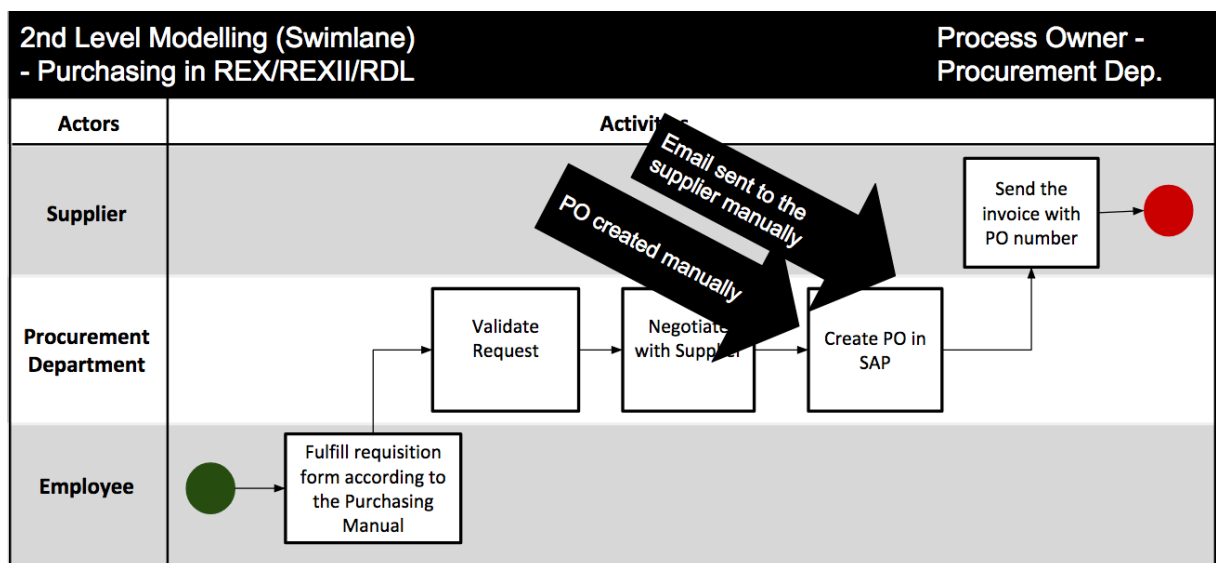 2nd Level Modelling (Swimlane)
- Purchasing in REX/REXII/RDL
Process Owner -
Procurement Dep.
Actors
Activities
Supplier
Email sent to the
supplier manually
PO created manually
Send the
invoice with
PO number
Procurement
Department
Validate
Request
Negotiate
with Supplier
Create PO in
SAP
Employee
Fulfill requisition
form according to
the Purchasing
Manual